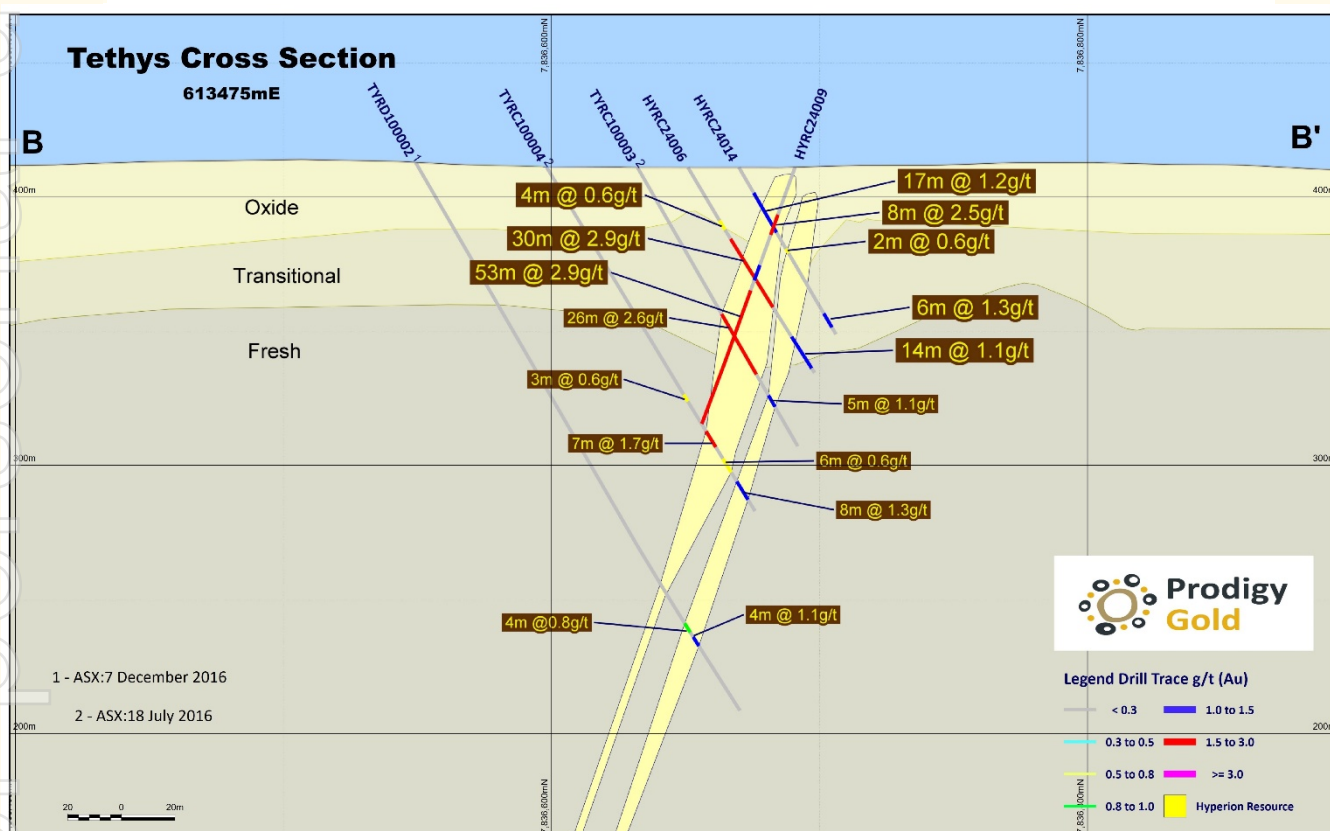 Tethys Cross Section
613475mE
7,836,600mN
7,836,800mN
TYRD100002 1
TYRC100004 2
TYRC100003 2
HYRC24006
HYRC24014
HYRC24009
B
B'
400m
400
Oxide
Transitional
Fresh
4m @ 0.6g/t
17m @ 1.2g/t
8m @ 2.5g/t
30m @ 2.9g/t
2m @ 0.6g/t
53m @ 2.9g/t
26m @ 2.6g/t
6m @ 1.3g/t
14m @ 1.1g/t
3m @ 0.6g/t
5m @ 1.1g/t
7m @ 1.7g/t
300m
6m @ 0.6g/t
300
8m @ 1.3g/t
4m @0.8g/t
4m @ 1.1g/t
Prodigy
Gold
1 - ASX:7 December 2016
2 - ASX:18 July 2016
200m
200
Legend Drill Trace g/t (Au)
< 0.3 1.0 to 1.5
0.3 to 0.5 1.5 to 3.0
0.5 to 0.8 >= 3.0
0.8 to 1.0 Hyperion Resource
20 0 20m
7,836,600mN
7,836,800mN